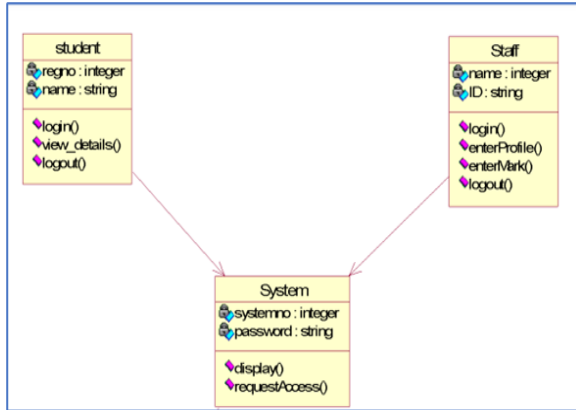 student
regno : integer
name : string
login()
view_details()
logout()
Staff
name : integer
ID : string
login()
enterProfile()
enterMark()
logout()
System
systemno : integer
password : string
display()
requestAccess()